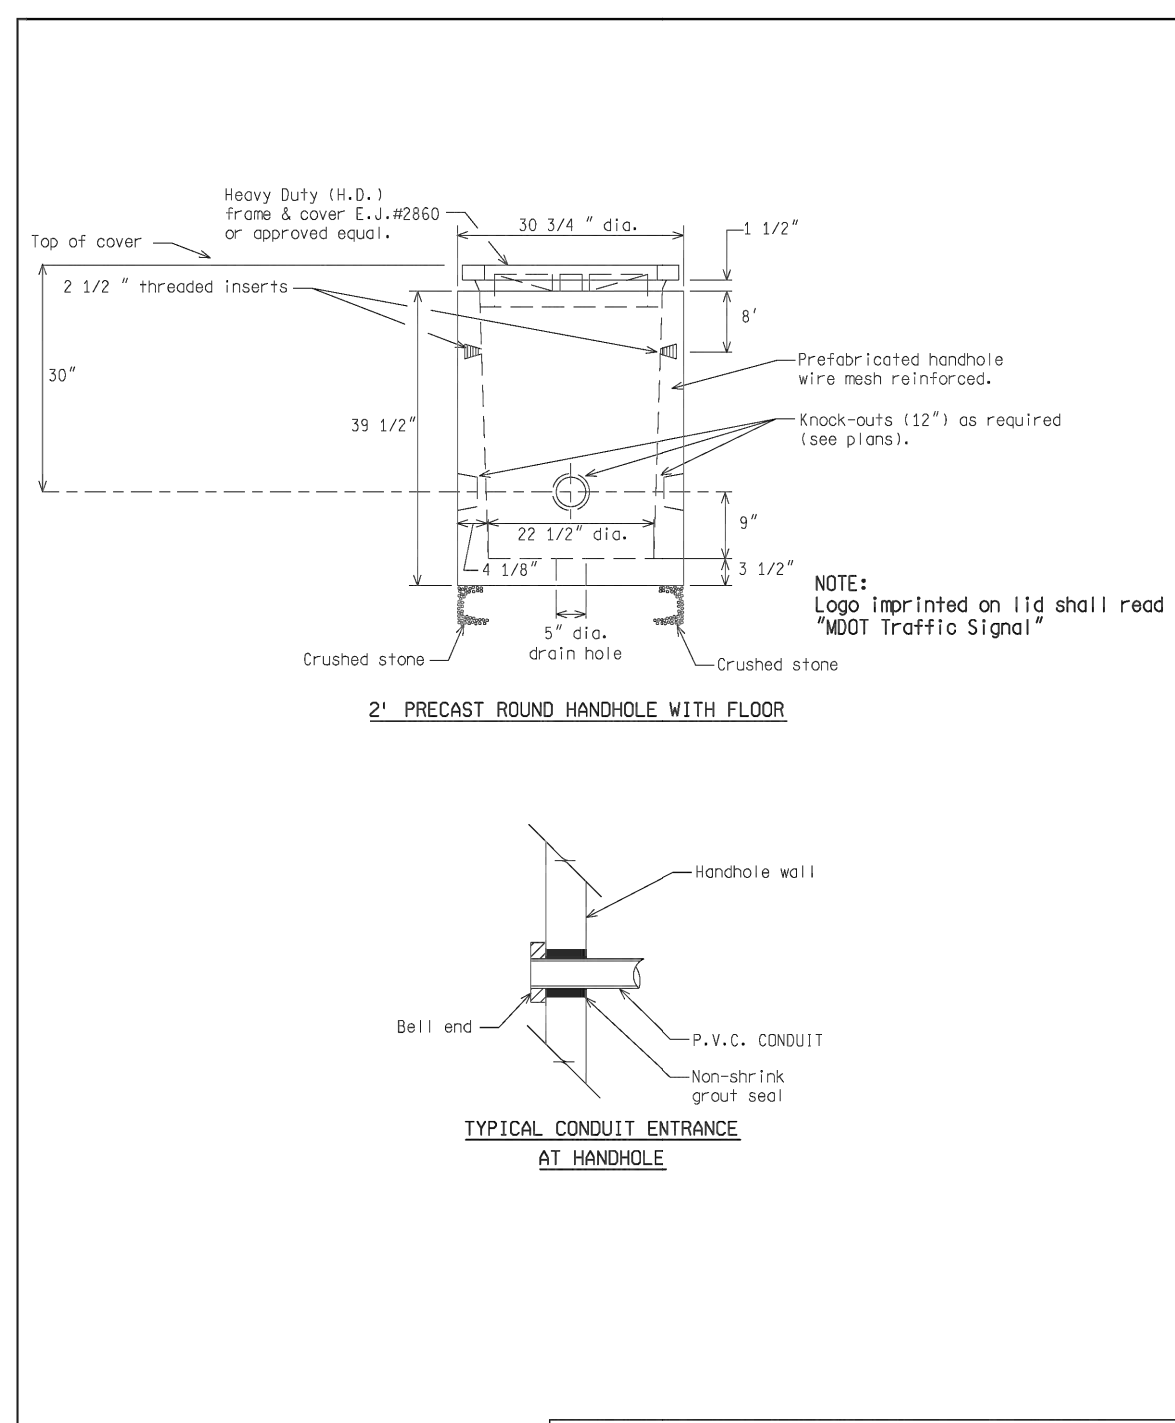 Heavy Duty (H.D.)
frame & cover E.J.#2860
or approved equal.
30 3/4 " dia.
1 1/2"
Top of cover
2 1/2 " threaded inserts
8'
30"
Prefabricated handhole
wire mesh reinforced.
39 1/2"
Knock-outs (12") as required
(see plans).
9"
22 1/2" dia.
4 1/8"
3 1/2"
NOTE:
Logo imprinted on lid shall read
"MDOT Traffic Signal"
5" dia.
drain hole
Crushed stone
Crushed stone
2' PRECAST ROUND HANDHOLE WITH FLOOR
Handhole wall
Bell end
P.V.C. CONDUIT
Non-shrink
grout seal
TYPICAL CONDUIT ENTRANCE
AT HANDHOLE